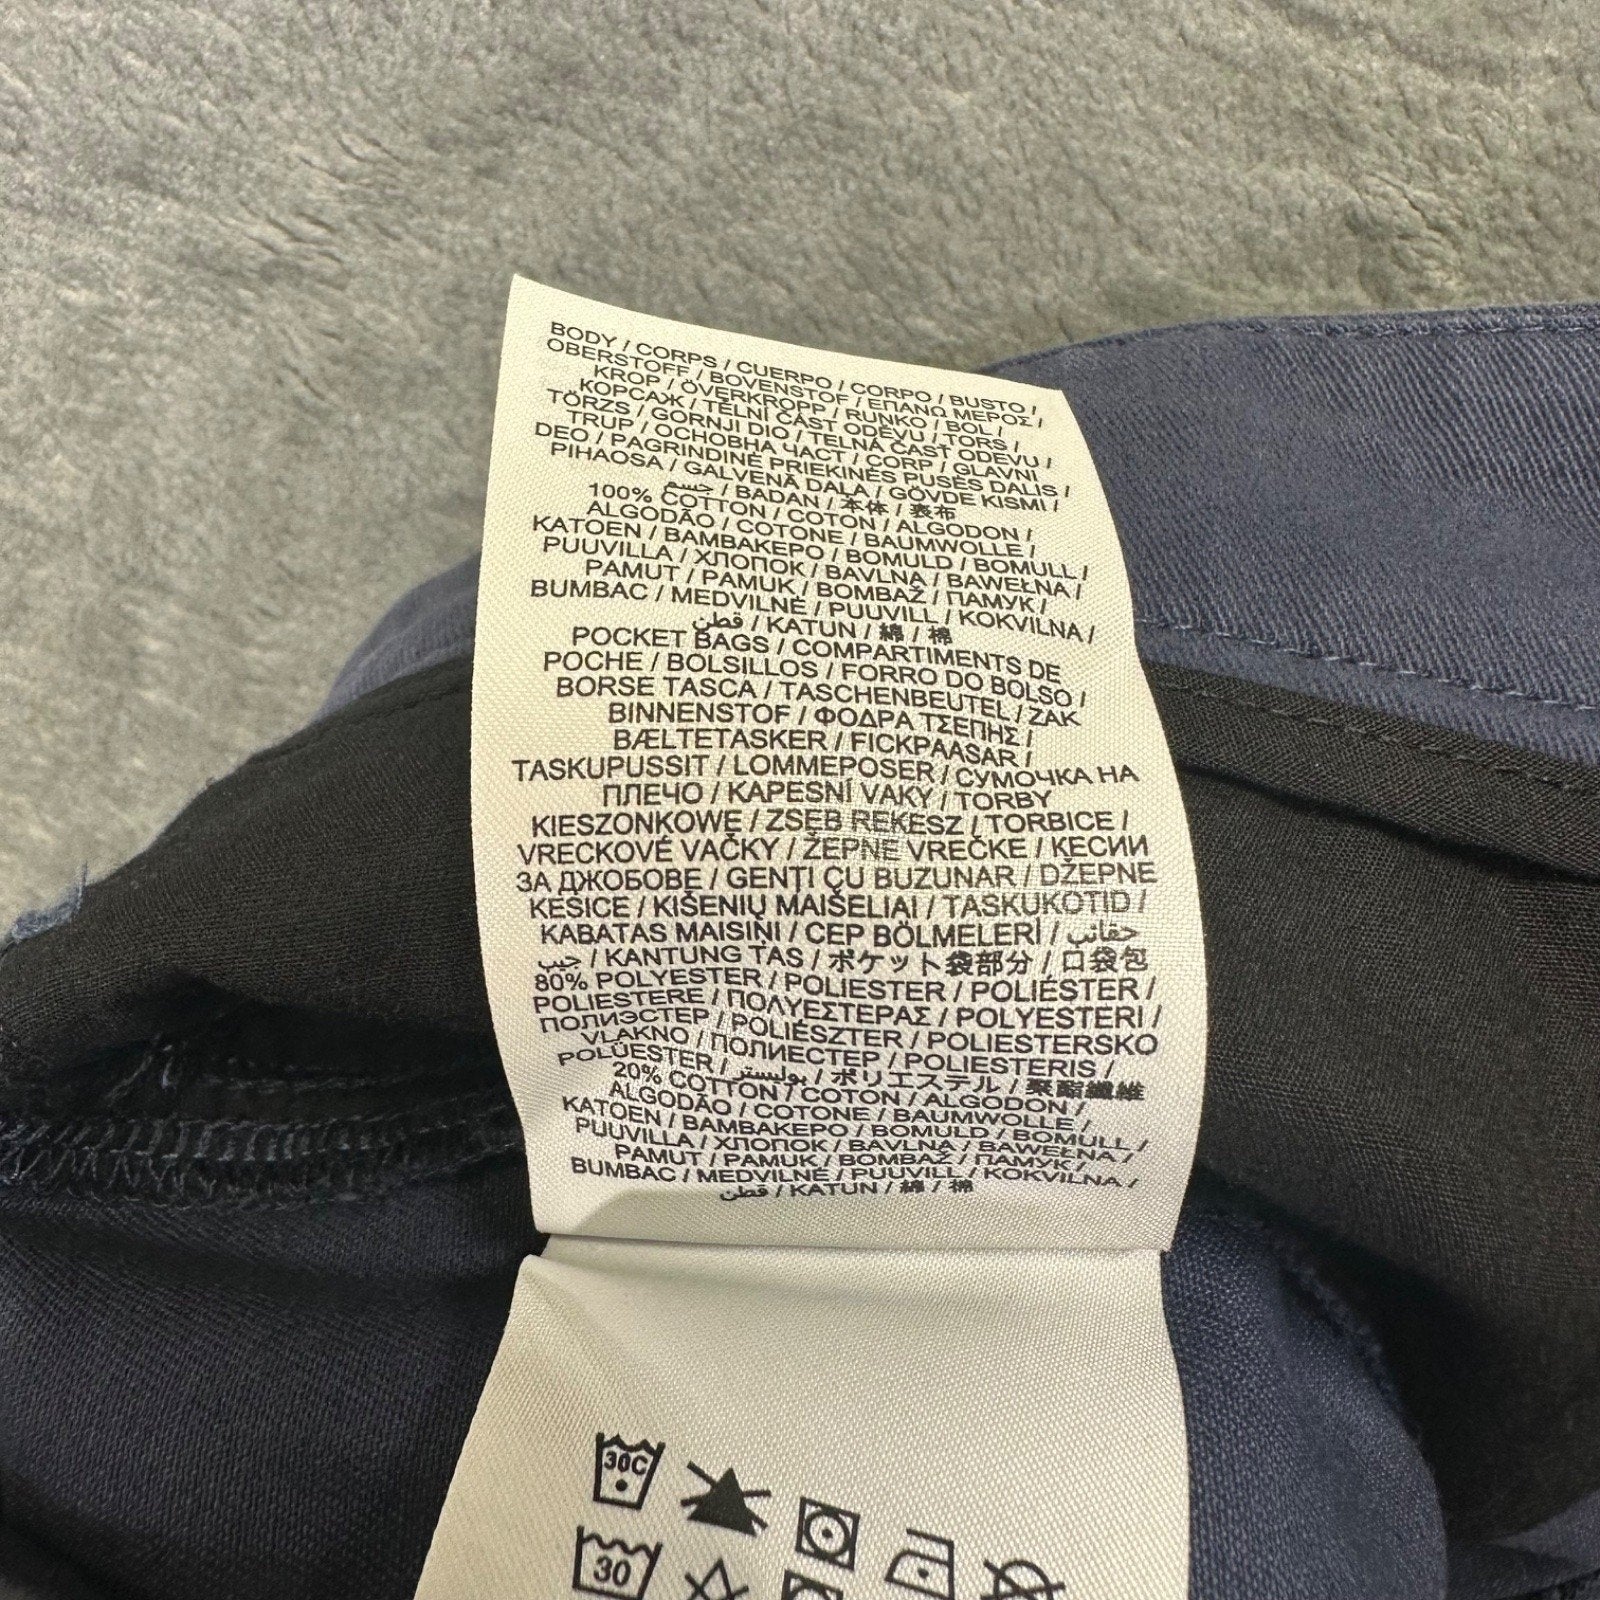 BODY / CORPS / CUERPO / CORPO / BUSTO /
OBERSTOFF / BOVENSTOF / ΕΠΑΝΩ ΜΕΡΟΣ /
KROP / ÖVERKROPP / RUNKO / BOL /
КОРСАЖ / TĚLNÍ ČÁST ODĚVU / TORS /
TÖRZS / GORNJI DIO / TELNÁ ČASŤ ODEVU /
TRUP / ОСНОВНА ЧАСТ / CORP / GLAVNI
DEO / PAGRINDINĖ PRIEKINĖS PUSĖS DALIS /
PIHAOSA / GALVENĀ DAĻA / GÖVDE KISMI /
جسم / BADAN / 本体 / 表布
100% COTTON / COTON / ALGODON /
ALGODÃO / COTONE / BAUMWOLLE /
KATOEN / ΒΑΜΒΑΚΕΡΟ / BOMULD / BOMULL /
PUUVILLA / ХЛОПОК / BAVLNA / BAWEŁNA /
PAMUT / PAMUK / BOMBAŽ / ПАМУК /
BUMBAC / MEDVILNĖ / PUUVILL / KOKVILNA /
قطن / KATUN / 綿 / 棉
POCKET BAGS / COMPARTIMENTS DE
POCHE / BOLSILLOS / FORRO DO BOLSO /
BORSE TASCA / TASCHENBEUTEL / ZAK
BINNENSTOF / ΦΟΔΡΑ ΤΣΕΠΗΣ /
BÆLTETASKER / FICKPAASAR /
TASKUPUSSIT / LOMMEPOSER / СУМОЧКА НА
ПЛЕЧО / KAPESNÍ VAKY / TORBY
KIESZONKOWE / ZSEB REKESZ / TORBICE /
VRECKOVÉ VAČKY / ŽEPNE VREČKE / КЕСИИ
ЗА ДЖОБОВЕ / GENȚI CU BUZUNAR / DŽEPNE
KESICE / KIŠENIŲ MAIŠELIAI / TASKUKOTID /
KABATAS MAISIŅI / CEP BÖLMELERİ / حقائب
جيب / KANTUNG TAS / ポケット袋部分 / 口袋包
80% POLYESTER / POLIESTER / POLIÉSTER /
POLIESTERE / ΠΟΛΥΕΣΤΕΡΑΣ / POLYESTERI /
ПОЛИЭСТЕР / POLIÉSZTER / POLIESTERSKO
VLAKNO / ПОЛИЕСТЕР / POLIESTERIS /
POLÜESTER / بوليستر / ポリエステル / 聚酯纖維
20% COTTON / COTON / ALGODON /
ALGODÃO / COTONE / BAUMWOLLE /
KATOEN / ΒΑΜΒΑΚΕΡΟ / BOMULD / BOMULL /
PUUVILLA / ХЛОПОК / BAVLNA / BAWEŁNA /
PAMUT / PAMUK / BOMBAŽ / ПАМУК /
BUMBAC / MEDVILNĖ / PUUVILL / KOKVILNA /
قطن / KATUN / 綿 / 棉
30C
30